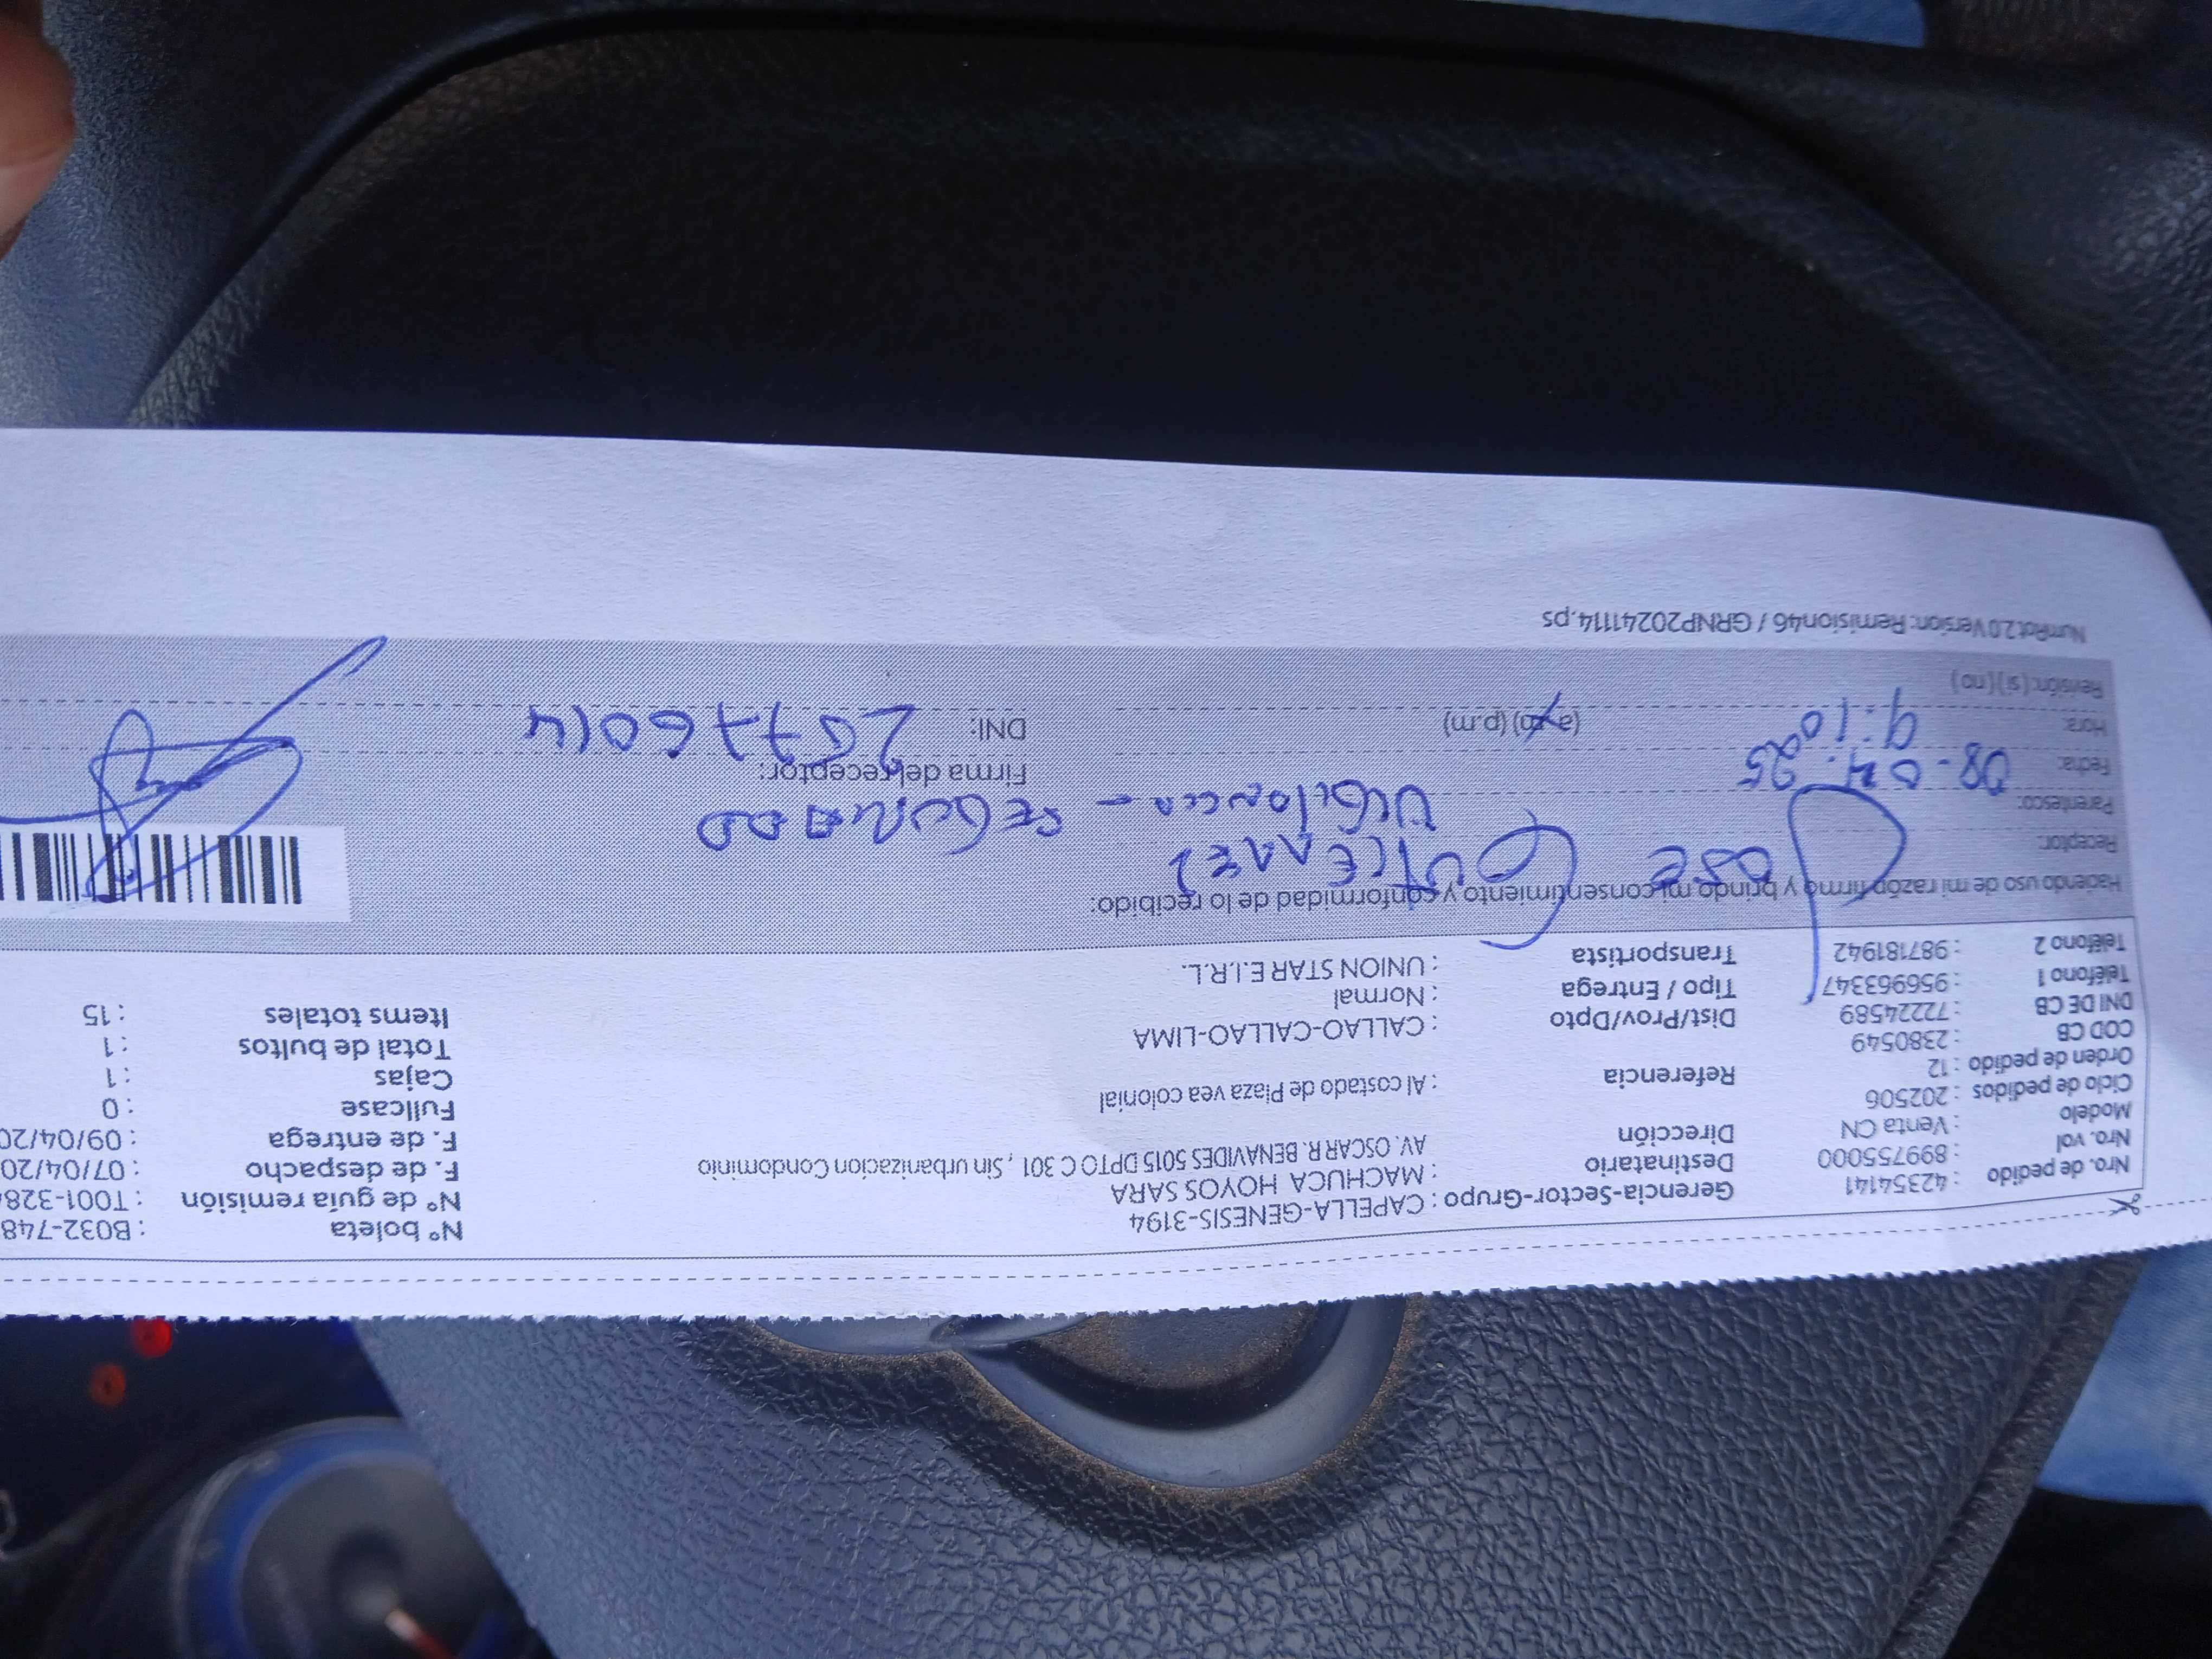 Nro. de pedido : 42354141 Gerencia-Sector-Grupo : CAPELLA-GENESIS-3194 N° boleta : B032-748
Nro. vol : 899755000 Destinatario : MACHUCA HOYOS SARA N° de guía remisión : T001-328
Modelo : Venta CN Dirección AV. OSCAR R. BENAVIDES 5015 DPTO C 301 , Sin urbanizacion Condominio F. de despacho : 07/04/20
Ciclo de pedidos : 202506 F. de entrega : 09/04/20
Orden de pedido : 12 Referencia : Al costado de Plaza vea colonial Fullcase : 0
COD CB : 2380549 Cajas : 1
DNI DE CB : 72224589 Dist/Prov/Dpto : CALLAO-CALLAO-LIMA Total de bultos : 1
Teléfono 1 : 956963347 Tipo / Entrega : Normal Items totales : 15
Teléfono 2 : 987181942 Transportista : UNION STAR E.I.R.L.
Haciendo uso de mi razón firmo y brindo mi consentimiento y conformidad de lo recibido:
Receptor: JOSE
Parentesco: VIGILANCIA - SEGURIDAD
Fecha: 08-04-25 Firma del receptor:
Hora: 9:10 (a.m) (p.m) DNI:
Revisión: (si) (no)
NumRot 2.0 Version: Remision46 / GRNP20241114.ps